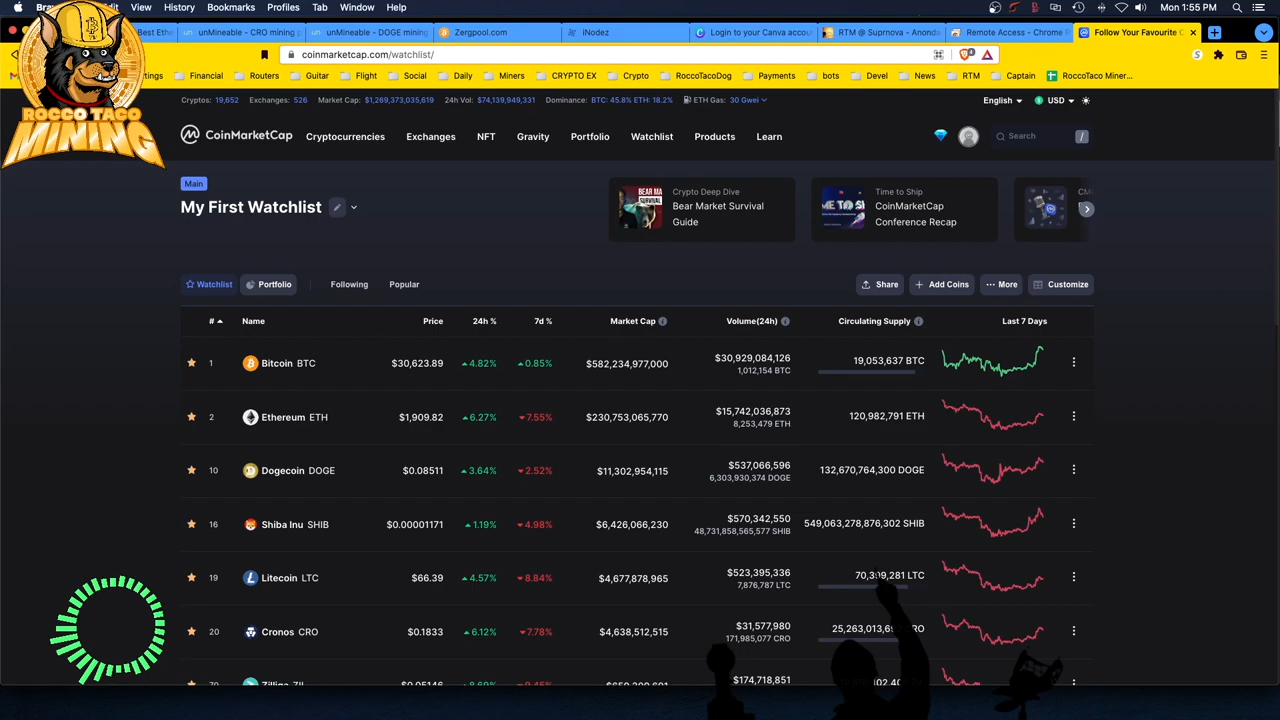 View History Bookmarks Profiles Tab Window Help Mon 1:55 PM
Best Ethe unMineable - CRO mining p unMineable - DOGE mining Zergpool.com iNodez Login to your Canva accou RTM @ Suprnova - Anonda Remote Access - Chrome R Follow Your Favourite C
coinmarketcap.com/watchlist/
Financial Routers Guitar Flight Social Daily Miners CRYPTO EX Crypto RoccoTacoDog Payments bots Devel News RTM Captain RoccoTaco Miner...
ROCCO TACO
MINING
Cryptos: 19,652 Exchanges: 526 Market Cap: $1,269,373,035,619 24h Vol: $74,139,949,331 Dominance: BTC: 45.8% ETH: 18.2% ETH Gas: 30 Gwei English USD
CoinMarketCap Cryptocurrencies Exchanges NFT Gravity Portfolio Watchlist Products Learn Search /
Main
My First Watchlist
Crypto Deep Dive
Bear Market Survival
Guide
Time to Ship
CoinMarketCap
Conference Recap
Watchlist Portfolio Following Popular Share + Add Coins ... More Customize
# Name Price 24h % 7d % Market Cap Volume(24h) Circulating Supply Last 7 Days
1 Bitcoin BTC $30,623.89 4.82% 0.85% $582,234,977,000 $30,929,084,126 19,053,637 BTC
1,012,154 BTC
2 Ethereum ETH $1,909.82 6.27% 7.55% $230,753,065,770 $15,742,036,873 120,982,791 ETH
8,253,479 ETH
10 Dogecoin DOGE $0.08511 3.64% 2.52% $11,302,954,115 $537,066,596 132,670,764,300 DOGE
6,303,930,374 DOGE
16 Shiba Inu SHIB $0.00001171 1.19% 4.98% $6,426,066,230 $570,342,550 549,063,278,876,302 SHIB
48,731,858,565,577 SHIB
19 Litecoin LTC $66.39 4.57% 8.84% $4,677,878,965 $523,395,336 LTC
7,876,787 LTC
20 Cronos CRO $0.1833 6.12% 7.78% $4,638,512,515 $31,577,980
171,985,077 CRO
$174,718,851